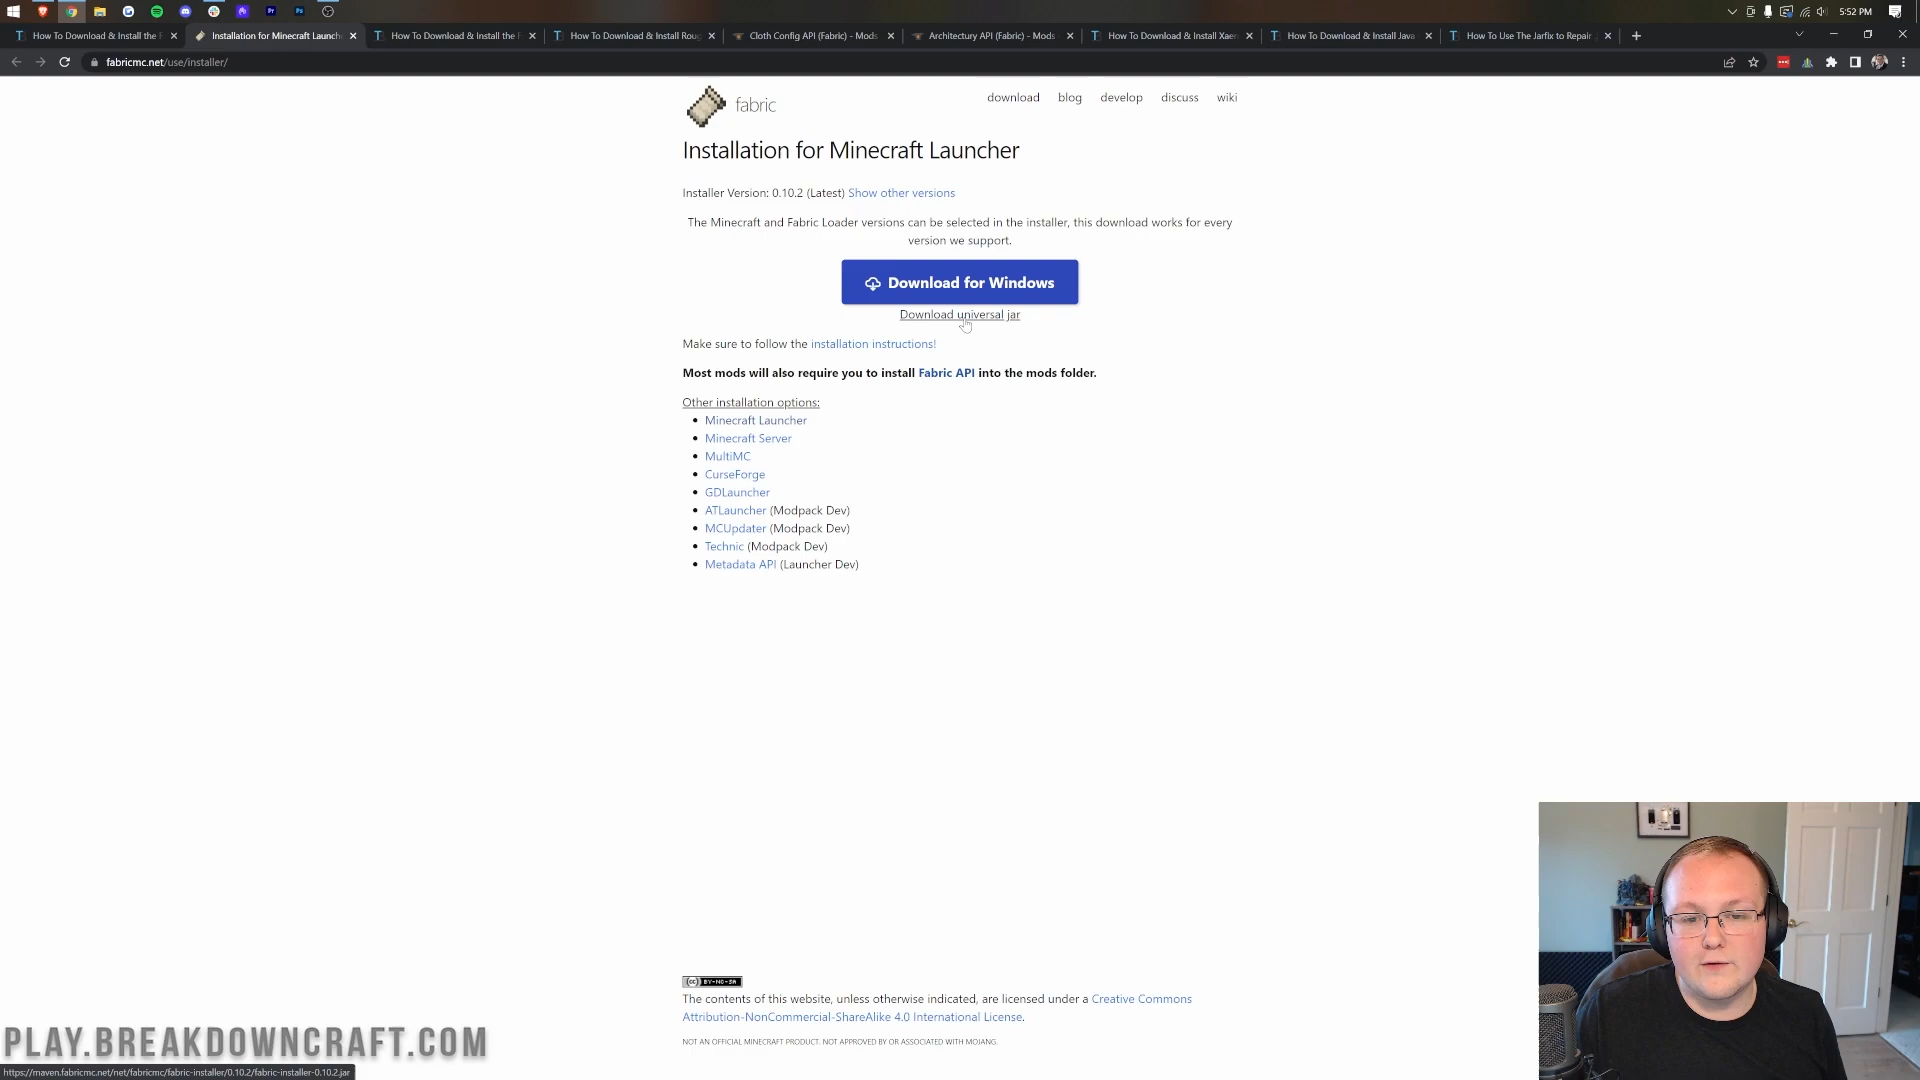 5:52 PM
How To Download & Install the F
Installation for Minecraft Launch
How To Download & Install the F
How To Download & Install Roug
Cloth Config API (Fabric) - Mods
Architectury API (Fabric) - Mods
How To Download & Install Xaer
How To Download & Install Java
How To Use The Jarfix to Repair
fabricmc.net/use/installer/
fabric
download blog develop discuss wiki
Installation for Minecraft Launcher
Installer Version: 0.10.2 (Latest) Show other versions
The Minecraft and Fabric Loader versions can be selected in the installer, this download works for every
version we support.
Download for Windows
Download universal jar
Make sure to follow the installation instructions!
Most mods will also require you to install Fabric API into the mods folder.
Other installation options:
Minecraft Launcher
Minecraft Server
MultiMC
CurseForge
GDLauncher
ATLauncher (Modpack Dev)
MCUpdater (Modpack Dev)
Technic (Modpack Dev)
Metadata API (Launcher Dev)
(cc) BY-NC-SA
The contents of this website, unless otherwise indicated, are licensed under a Creative Commons
Attribution-NonCommercial-ShareAlike 4.0 International License.
NOT AN OFFICIAL MINECRAFT PRODUCT. NOT APPROVED BY OR ASSOCIATED WITH MOJANG.
PLAY.BREAKDOWNCRAFT.COM
https://maven.fabricmc.net/net/fabricmc/fabric-installer/0.10.2/fabric-installer-0.10.2.jar